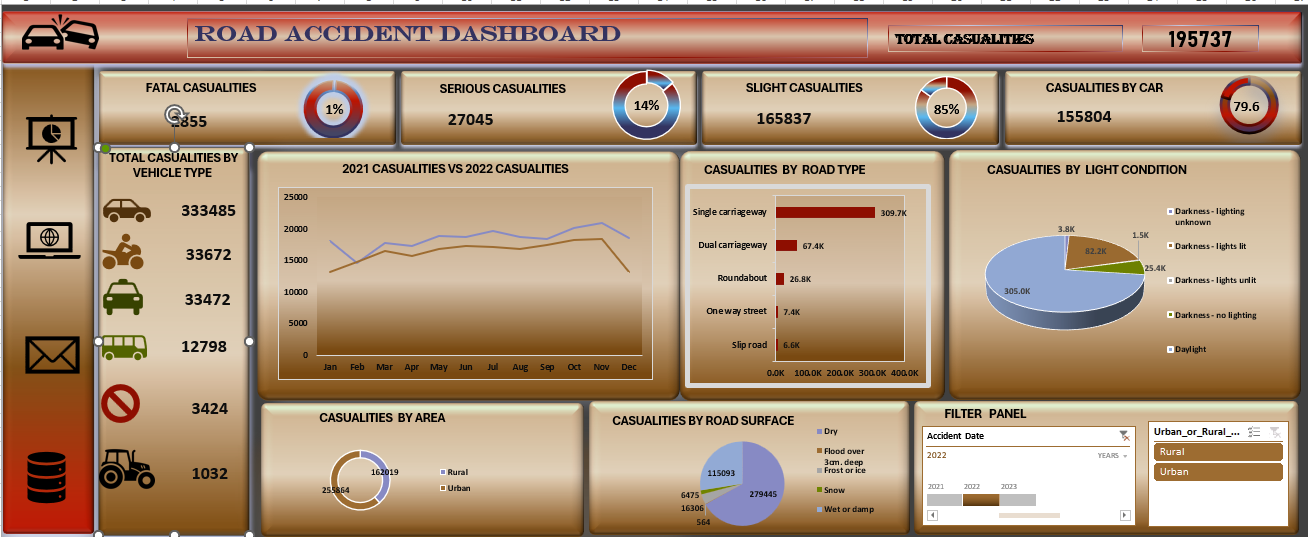 ROAD ACCIDENT DASHBOARD
TOTAL CASUALITIES
195737
FATAL CASUALITIES
2855
1%
SERIOUS CASUALITIES
27045
14%
SLIGHT CASUALITIES
165837
85%
CASUALITIES BY CAR
155804
79.6
TOTAL CASUALITIES BY
VEHICLE TYPE
333485
33672
33472
12798
3424
1032
2021 CASUALITIES VS 2022 CASUALITIES
25000
20000
15000
10000
5000
0
Jan Feb Mar Apr May Jun Jul Aug Sep Oct Nov Dec
CASUALITIES BY ROAD TYPE
Single carriageway 309.7K
Dual carriageway 67.4K
Roundabout 26.8K
One way street 7.4K
Slip road 6.6K
0.0K 100.0K 200.0K 300.0K 400.0K
CASUALITIES BY LIGHT CONDITION
3.8K
82.2K
1.5K
25.4K
305.0K
Darkness - lighting
unknown
Darkness - lights lit
Darkness - lights unlit
Darkness - no lighting
Daylight
CASUALITIES BY AREA
162019
255864
Rural
Urban
CASUALITIES BY ROAD SURFACE
115093
6475
16306
564
279445
Dry
Flood over
3cm. deep
Frost or ice
Snow
Wet or damp
FILTER PANEL
Accident Date
2022 YEARS
2021 2022 2023
Urban_or_Rural_...
Rural
Urban